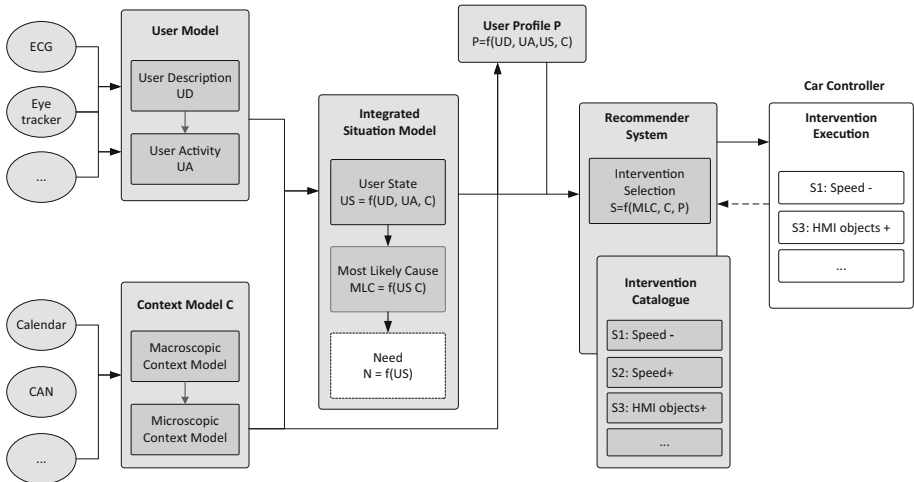 User Model
ECG
User Description
UD
Eye
tracker
User Activity
UA
...
Calendar
CAN
...
Context Model C
Macroscopic
Context Model
Microscopic
Context Model
Integrated
Situation Model
User State
US = f(UD, UA, C)
Most Likely Cause
MLC = f(US C)
Need
N = f(US)
User Profile P
P=f(UD, UA,US, C)
Recommender
System
Intervention
Selection
S=f(MLC, C, P)
Intervention
Catalogue
S1: Speed -
S2: Speed+
S3: HMI objects+
...
Car Controller
Intervention
Execution
S1: Speed -
S3: HMI objects +
...